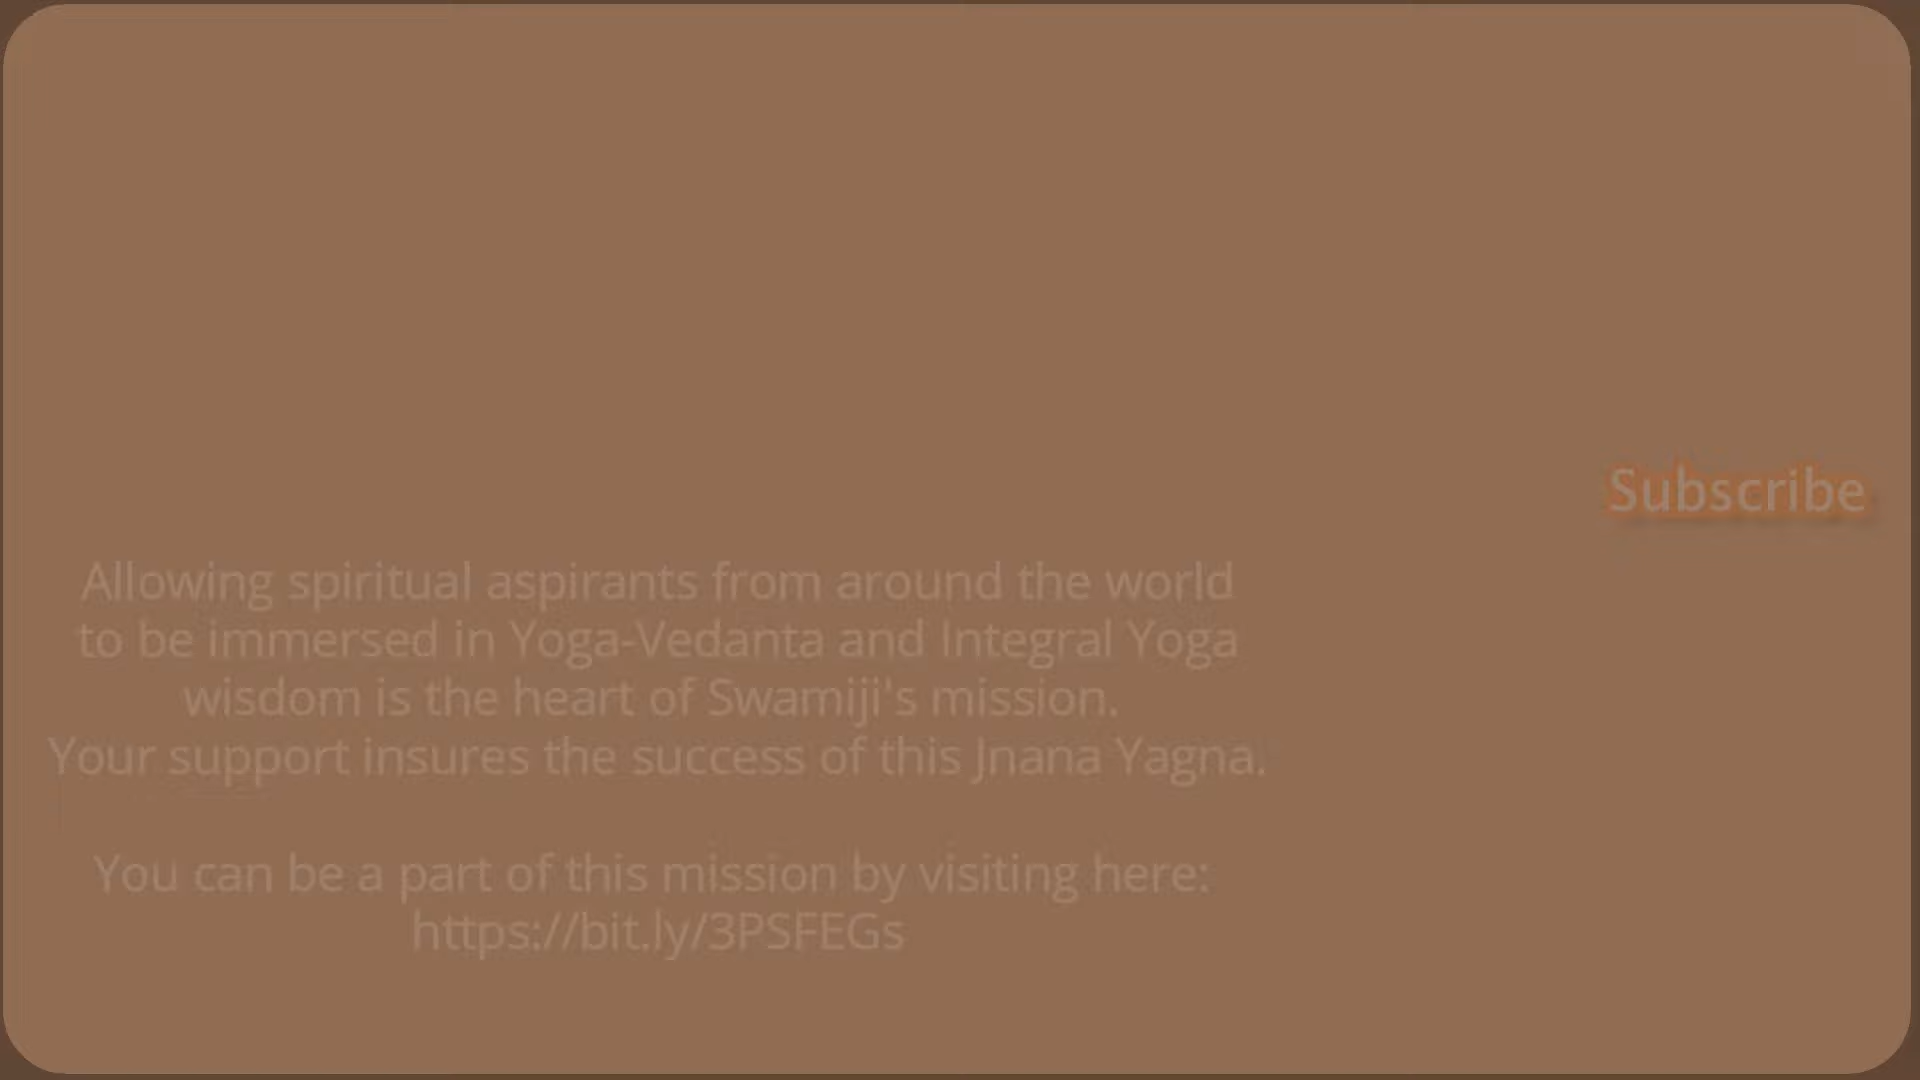 Subscribe
Allowing spiritual aspirants from around the world
to be immersed in Yoga-Vedanta and Integral Yoga
wisdom is the heart of Swamiji's mission.
Your support insures the success of this Jnana Yagna.
You can be a part of this mission by visiting here:
https://bit.ly/3PSFEGs